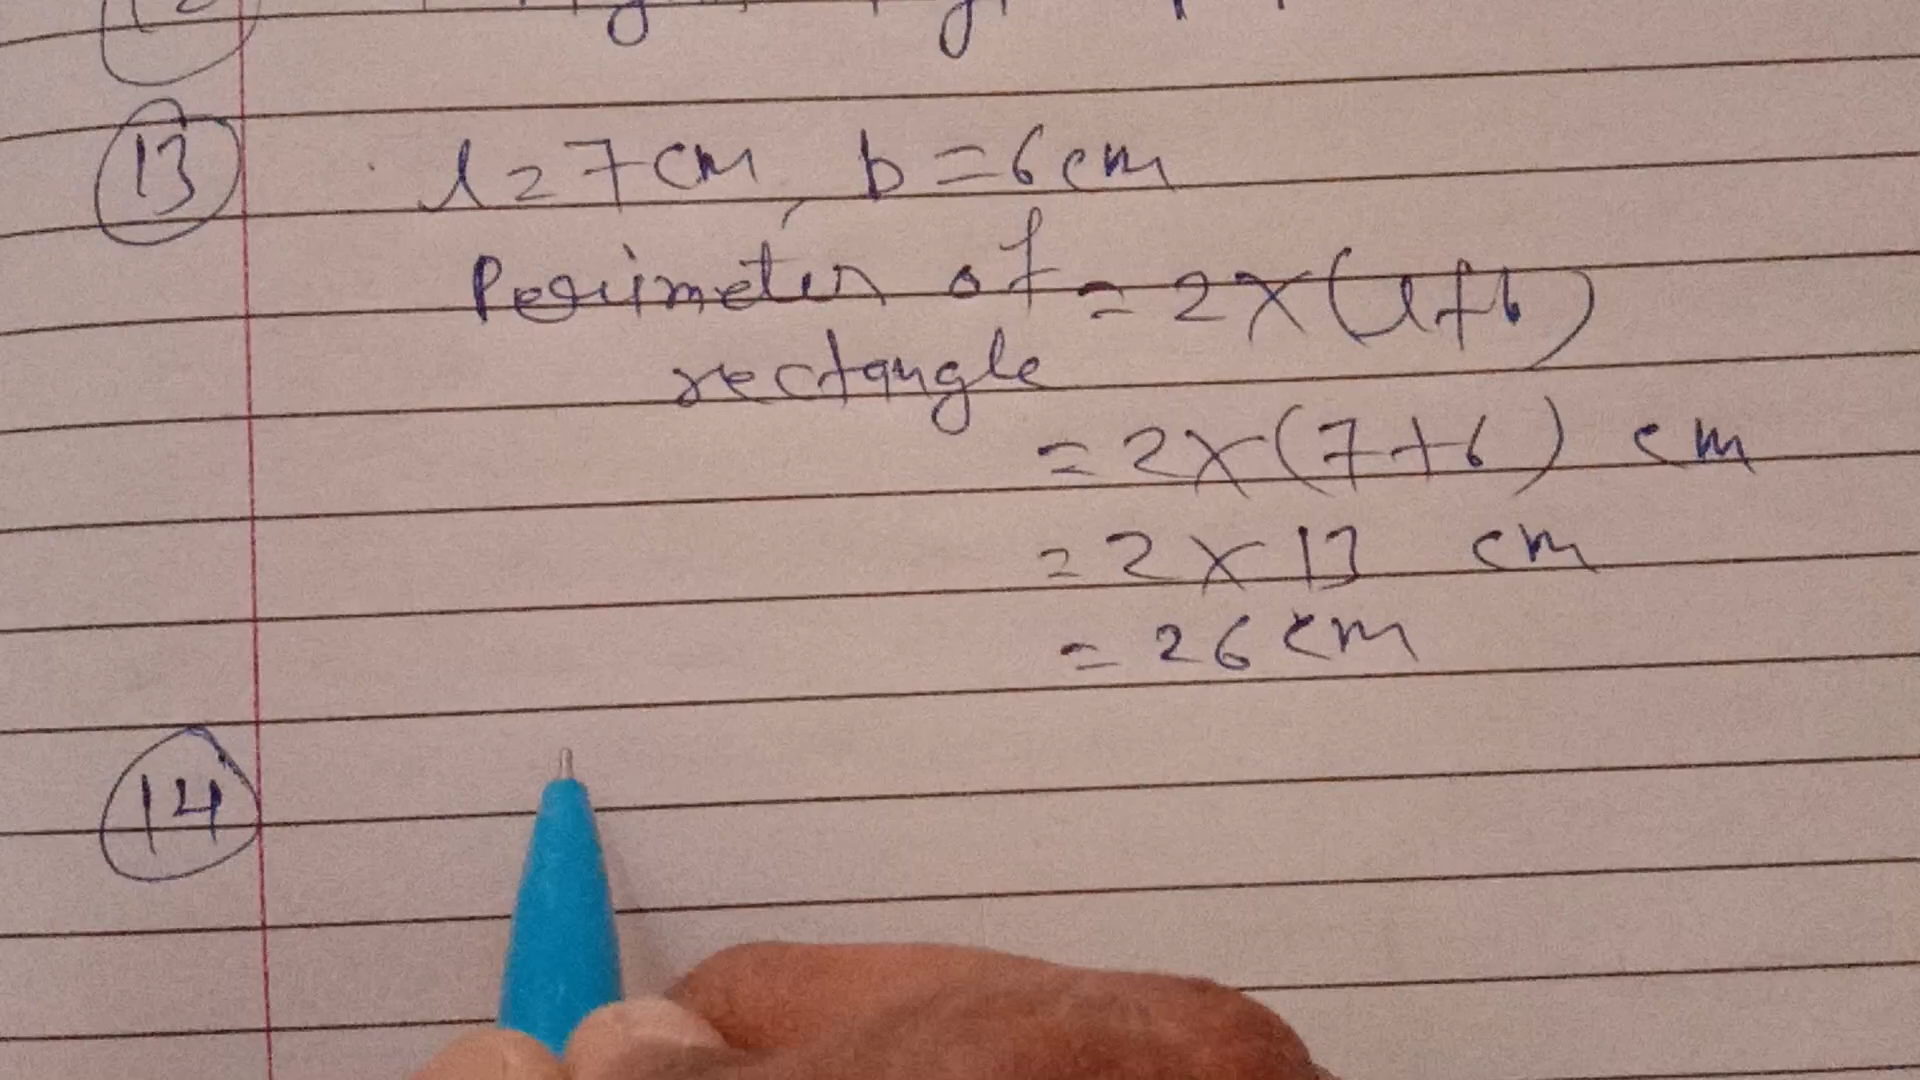 13 l = 7 cm, b = 6 cm
Perimeter of = 2 × (l + b)
rectangle
= 2 × (7 + 6) cm
= 2 × 13 cm
= 26 cm
14